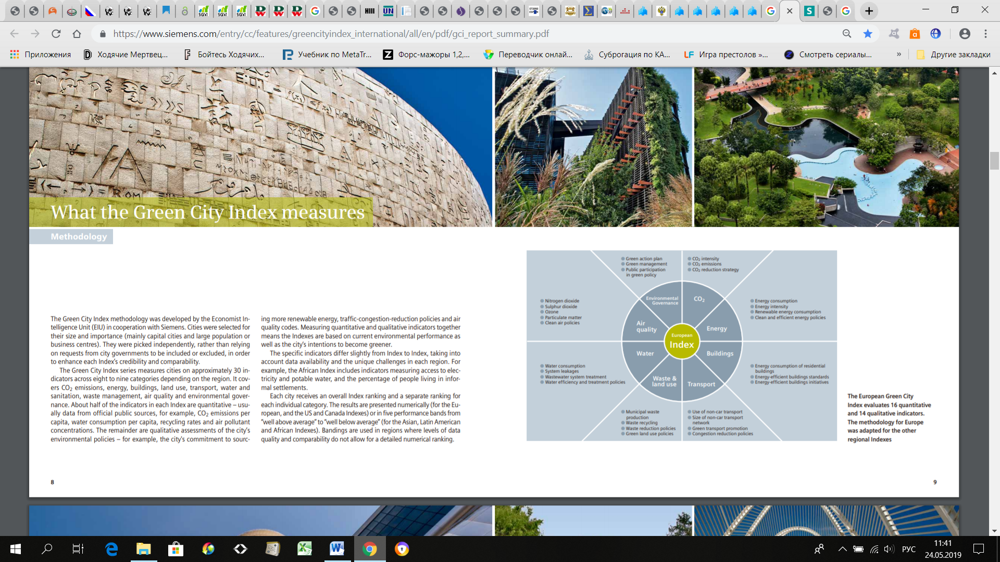 https://www.siemens.com/entry/cc/features/greencityindex_international/all/en/pdf/gci_report_summary.pdf
Приложения
Ходячие Мертвец...
Бойтесь Ходячих...
Учебник по MetaTr...
Форс-мажоры 1,2,...
Переводчик онлай...
Суброгация по КА...
Игра престолов »...
Смотреть сериалы...
»
Другие закладки
What the Green City Index measures
Methodology
The Green City Index methodology was developed by the Economist In-
telligence Unit (EIU) in cooperation with Siemens. Cities were selected for
their size and importance (mainly capital cities and large population or
business centres). They were picked independently, rather than relying
on requests from city governments to be included or excluded, in order
to enhance each Index's credibility and comparability.
The Green City Index series measures cities on approximately 30 in-
dicators across eight to nine categories depending on the region. It cov-
ers CO2 emissions, energy, buildings, land use, transport, water and
sanitation, waste management, air quality and environmental gover-
nance. About half of the indicators in each Index are quantitative – usu-
ally data from official public sources, for example, CO2 emissions per
capita, water consumption per capita, recycling rates and air pollutant
concentrations. The remainder are qualitative assessments of the city's
environmental policies – for example, the city's commitment to sourc-
ing more renewable energy, traffic-congestion-reduction policies and air
quality codes. Measuring quantitative and qualitative indicators together
means the Indexes are based on current environmental performance as
well as the city's intentions to become greener.
The specific indicators differ slightly from Index to Index, taking into
account data availability and the unique challenges in each region. For
example, the African Index includes indicators measuring access to elec-
tricity and potable water, and the percentage of people living in infor-
mal settlements.
Each city receives an overall Index ranking and a separate ranking for
each individual category. The results are presented numerically (for the Eu-
ropean, and the US and Canada Indexes) or in five performance bands from
"well above average" to "well below average" (for the Asian, Latin American
and African Indexes). Bandings are used in regions where levels of data
quality and comparability do not allow for a detailed numerical ranking.
Green action plan
Green management
Public participation
in green policy
CO2 intensity
CO2 emissions
CO2 reduction strategy
Nitrogen dioxide
Sulphur dioxide
Ozone
Particulate matter
Clean air policies
Environmental
Governance
CO2
Energy consumption
Energy intensity
Renewable energy consumption
Clean and efficient energy policies
Air
quality
Energy
European
Index
Water
Buildings
Waste &
land use
Transport
Water consumption
System leakages
Wastewater system treatment
Water efficiency and treatment policies
Energy consumption of residential
buildings
Energy-efficient buildings standards
Energy-efficient buildings initiatives
Municipal waste
production
Waste recycling
Waste reduction policies
Green land use policies
Use of non-car transport
Size of non-car transport
network
Green transport promotion
Congestion reduction policies
The European Green City
Index evaluates 16 quantitative
and 14 qualitative indicators.
The methodology for Europe
was adapted for the other
regional Indexes
8
9
РУС
11:41
24.05.2019